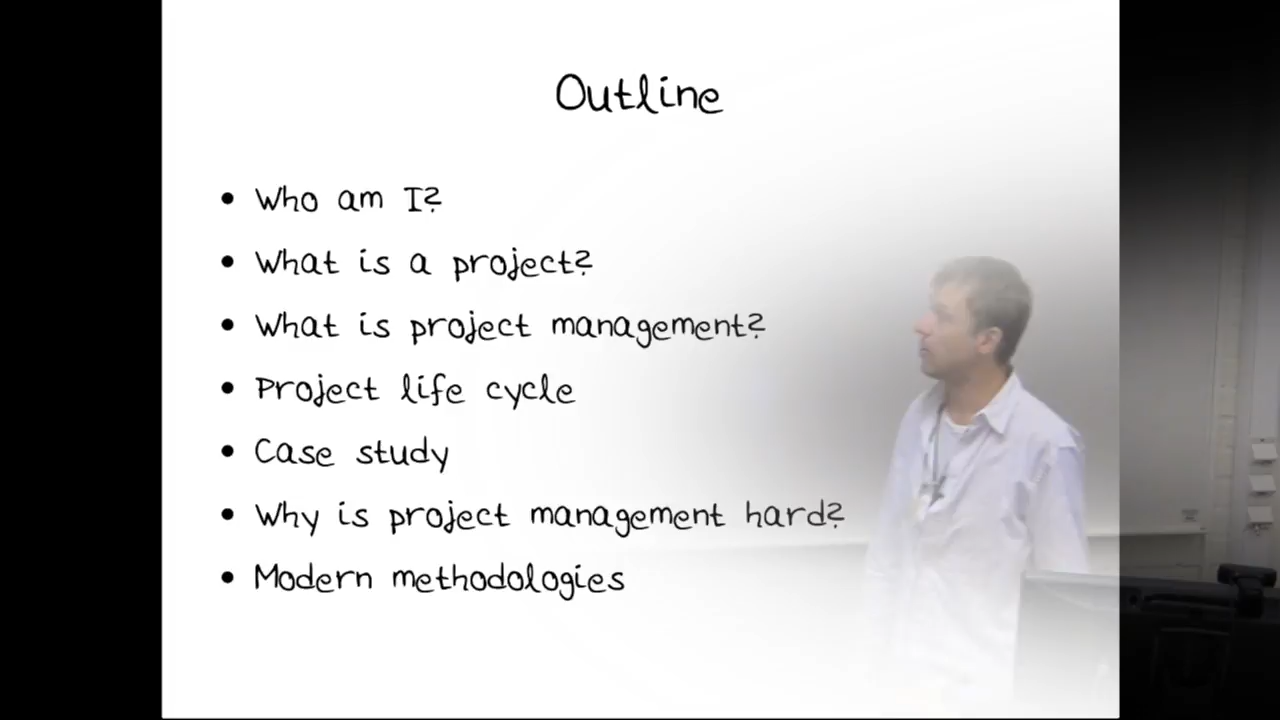 Outline
• Who am I?
• What is a project?
• What is project management?
• Project life cycle
• Case study
• Why is project management hard?
• Modern methodologies